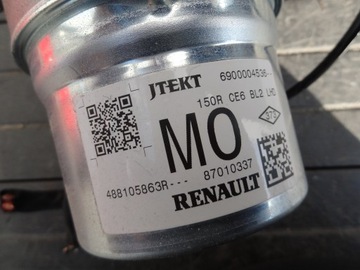 JTEKT 6900004536
150R CE6 BL2 LHD
MO
488105863R--- 87010337
RENAULT